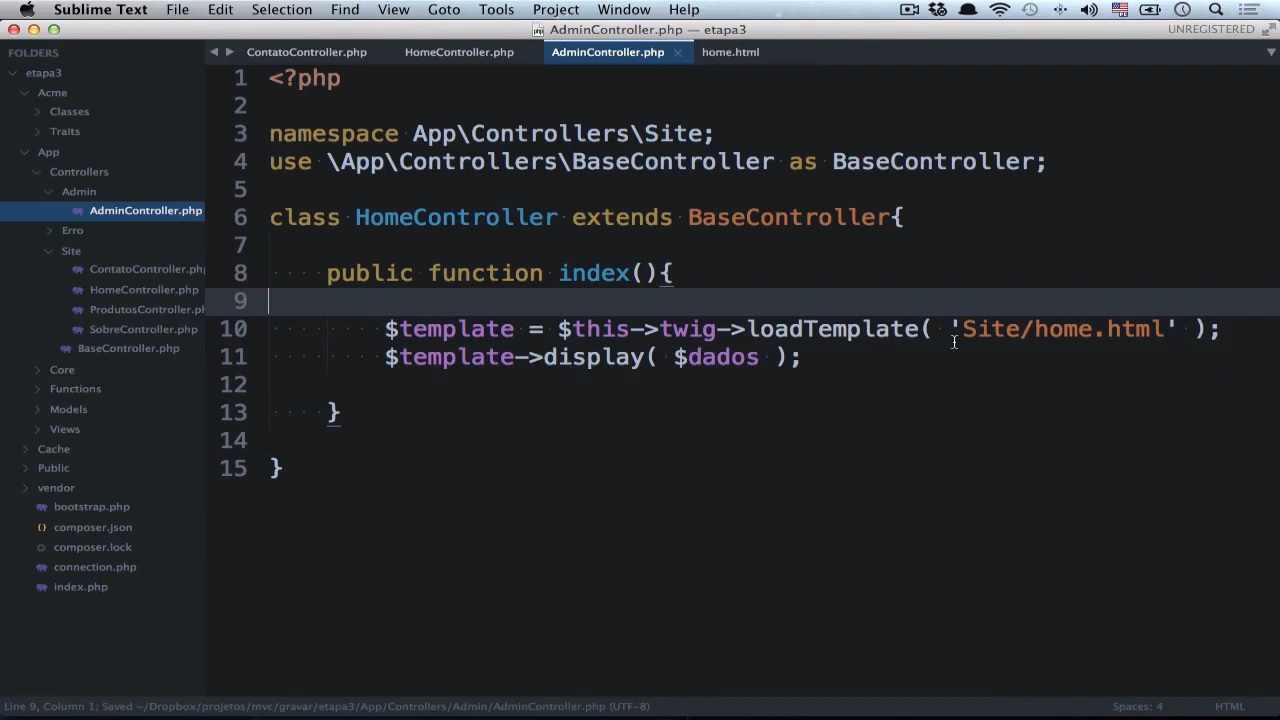 Sublime Text File Edit Selection Find View Goto Tools Project Window Help
AdminController.php — etapa3
UNREGISTERED
FOLDERS
etapa3
Acme
Classes
Traits
App
Controllers
Admin
AdminController.php
Erro
Site
ContatoController.php
HomeController.php
ProdutosController.ph
SobreController.php
BaseController.php
Core
Functions
Models
Views
Cache
Public
vendor
bootstrap.php
composer.json
composer.lock
connection.php
index.php
ContatoController.php HomeController.php AdminController.php home.html
1 <?php
2
3 namespace App\Controllers\Site;
4 use \App\Controllers\BaseController as BaseController;
5
6 class HomeController extends BaseController{
7
8 public function index(){
9
10 $template = $this->twig->loadTemplate( 'Site/home.html' );
11 $template->display( $dados );
12
13 }
14
15 }
Line 9, Column 1; Saved ~/Dropbox/projetos/mvc/gravar/etapa3/App/Controllers/Admin/AdminController.php (UTF-8)
Spaces: 4
HTML